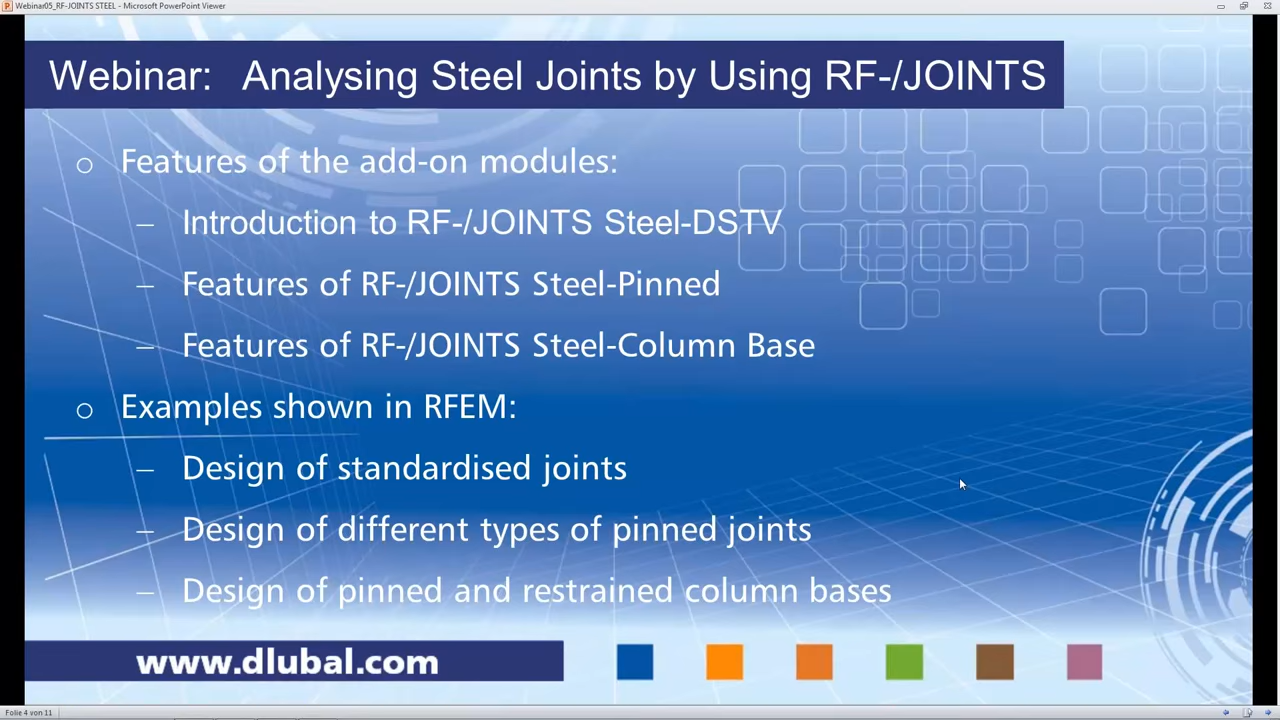 Webinar05_RF-JOINTS STEEL - Microsoft PowerPoint Viewer
Webinar: Analysing Steel Joints by Using RF-/JOINTS
o Features of the add-on modules:
– Introduction to RF-/JOINTS Steel-DSTV
– Features of RF-/JOINTS Steel-Pinned
– Features of RF-/JOINTS Steel-Column Base
o Examples shown in RFEM:
– Design of standardised joints
– Design of different types of pinned joints
– Design of pinned and restrained column bases
www.dlubal.com
Folie 4 von 11